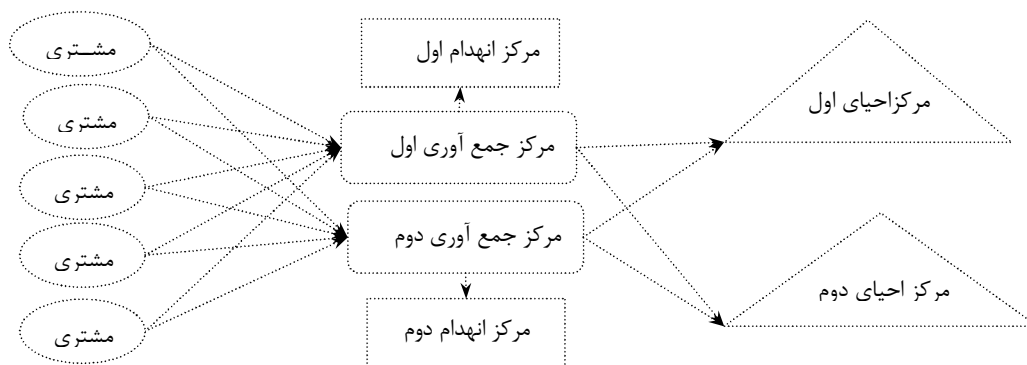 مشــتری
مشتری
مشتری
مشتری
مشتری
مرکز انهدام اول
مرکز جمع آوری اول
مرکز جمع آوری دوم
مرکز انهدام دوم
مرکزاحیای اول
مرکز احیای دوم